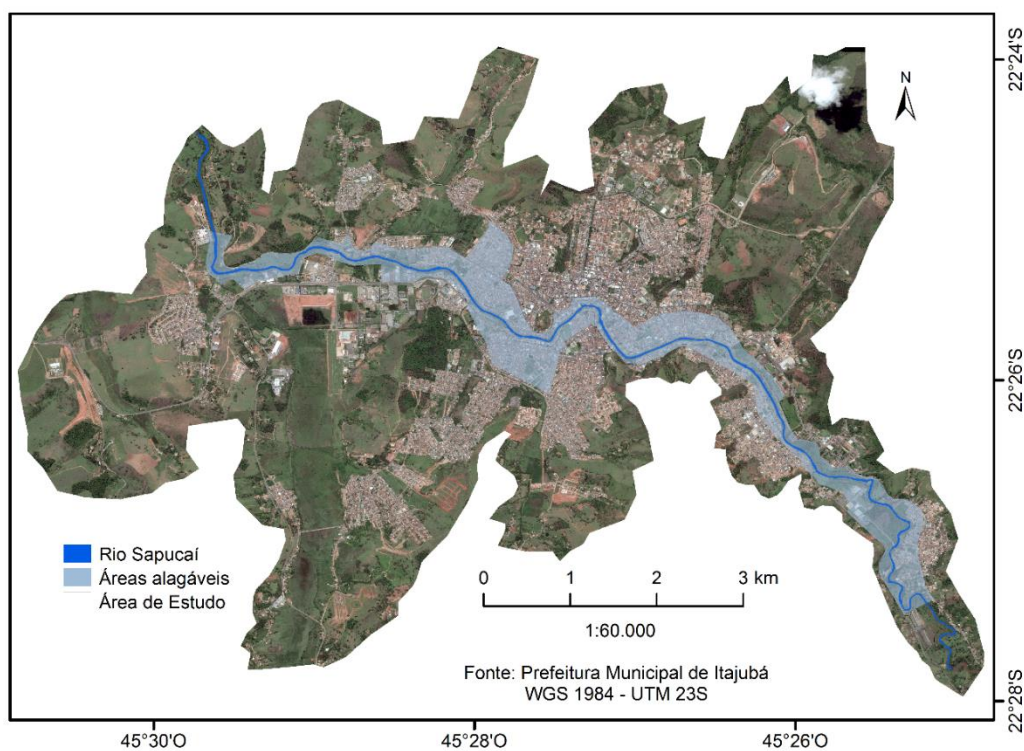 22°24'S
N
22°26'S
Rio Sapucaí
Áreas alagáveis
Área de Estudo
0 1 2 3 km
1:60.000
Fonte: Prefeitura Municipal de Itajubá
WGS 1984 - UTM 23S
22°28'S
45°30'O 45°28'O 45°26'O